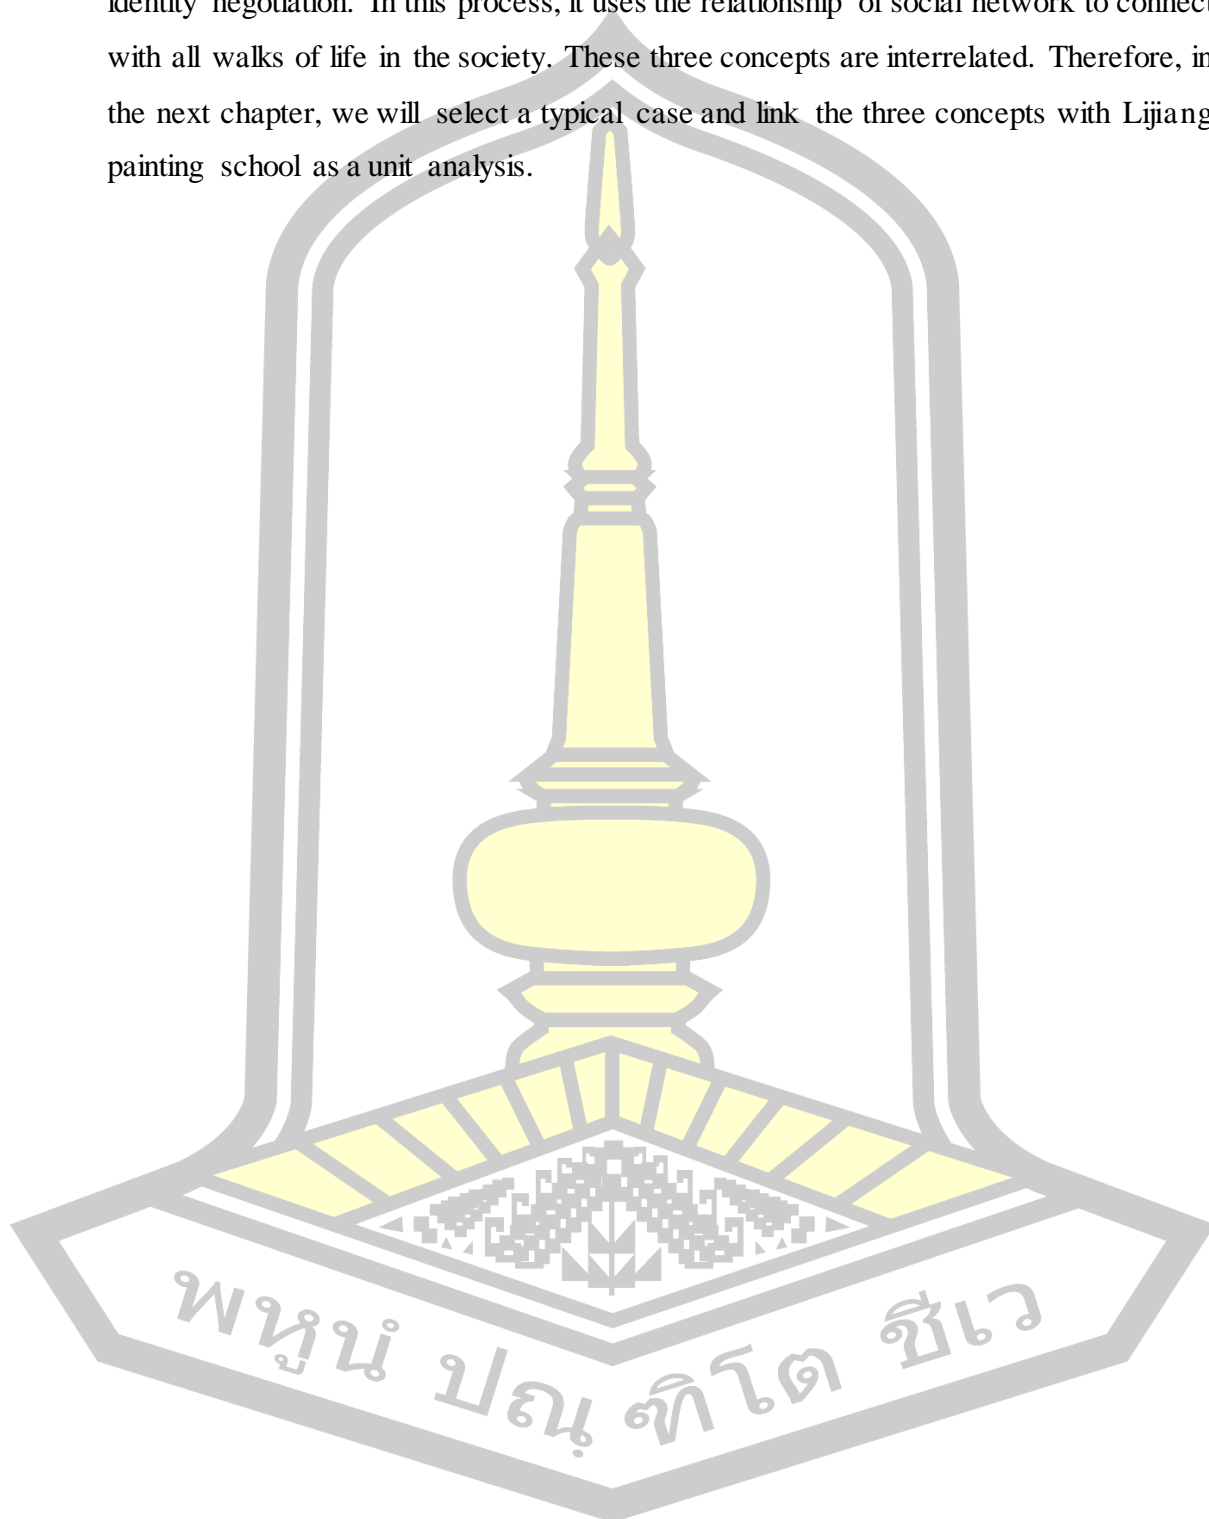 identity negotiation. In this process, it uses the relationship of social network to connect
with all walks of life in the society. These three concepts are interrelated. Therefore, in
the next chapter, we will select a typical case and link the three concepts with Lijiang
painting school as a unit analysis.
พหูนํ ปณฺฑิโต ชีเว